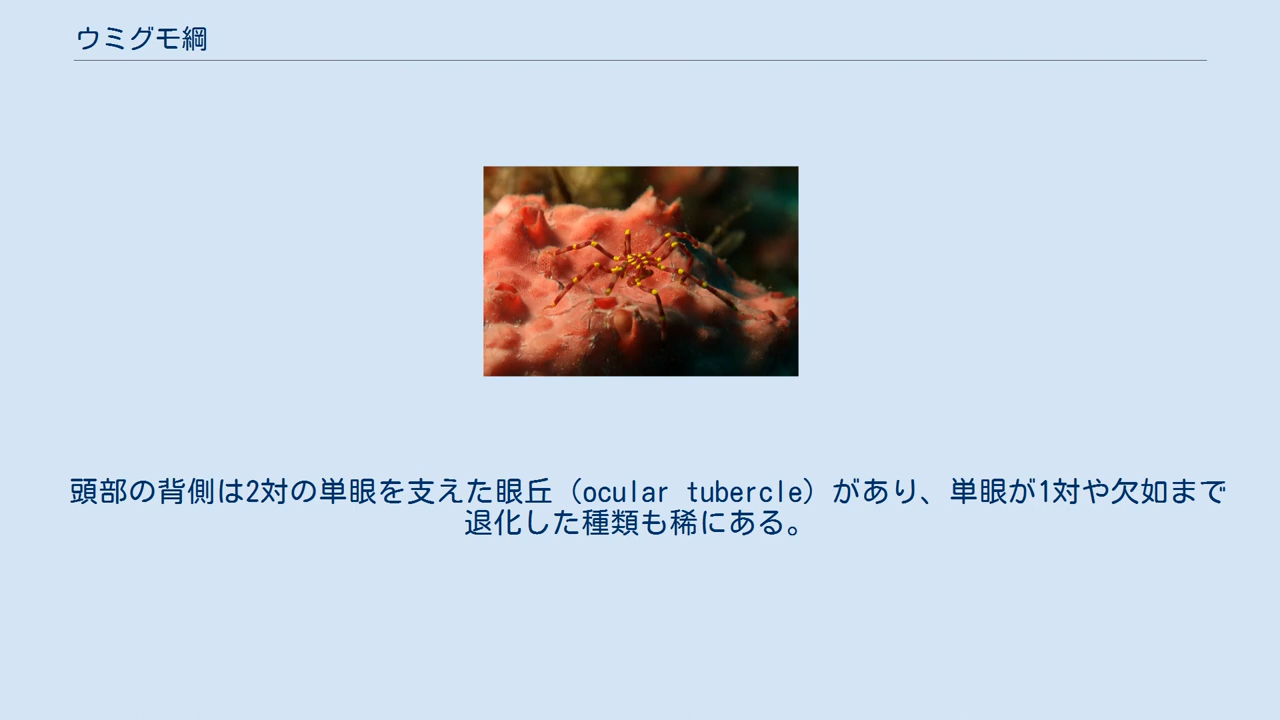 ウミグモ綱
頭部の背側は2対の単眼を支えた眼丘（ocular tubercle）があり、単眼が1対や欠如まで
退化した種類も稀にある。